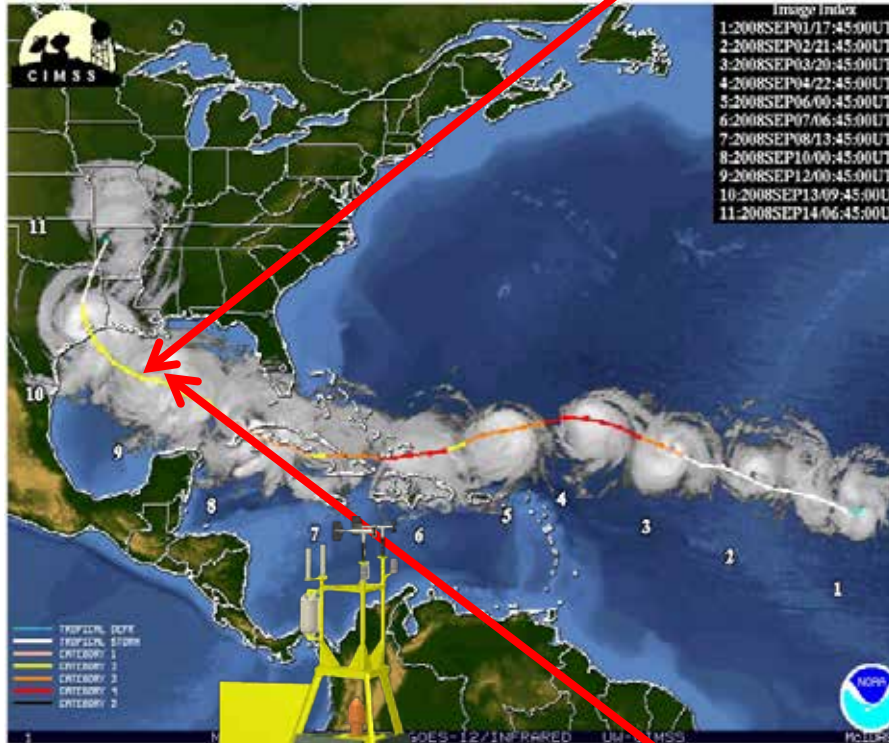 CIMSS
Image Index
1:2008SEP01/17:45:00UT
2:2008SEP02/21:45:00UT
3:2008SEP03/20:45:00UT
4:2008SEP04/22:45:00UT
5:2008SEP06/00:45:00UT
6:2008SEP07/06:45:00UT
7:2008SEP08/13:45:00UT
8:2008SEP10/00:45:00UT
9:2008SEP12/00:45:00UT
10:2008SEP13/09:45:00UT
11:2008SEP14/06:45:00UT
11
10
9
8
7
6
5
4
3
2
1
TROPICAL DEPR
TROPICAL STORM
CATEGORY 1
CATEGORY 2
CATEGORY 3
CATEGORY 4
NOAA
1
GOES-12/INFRARED
McIDAS